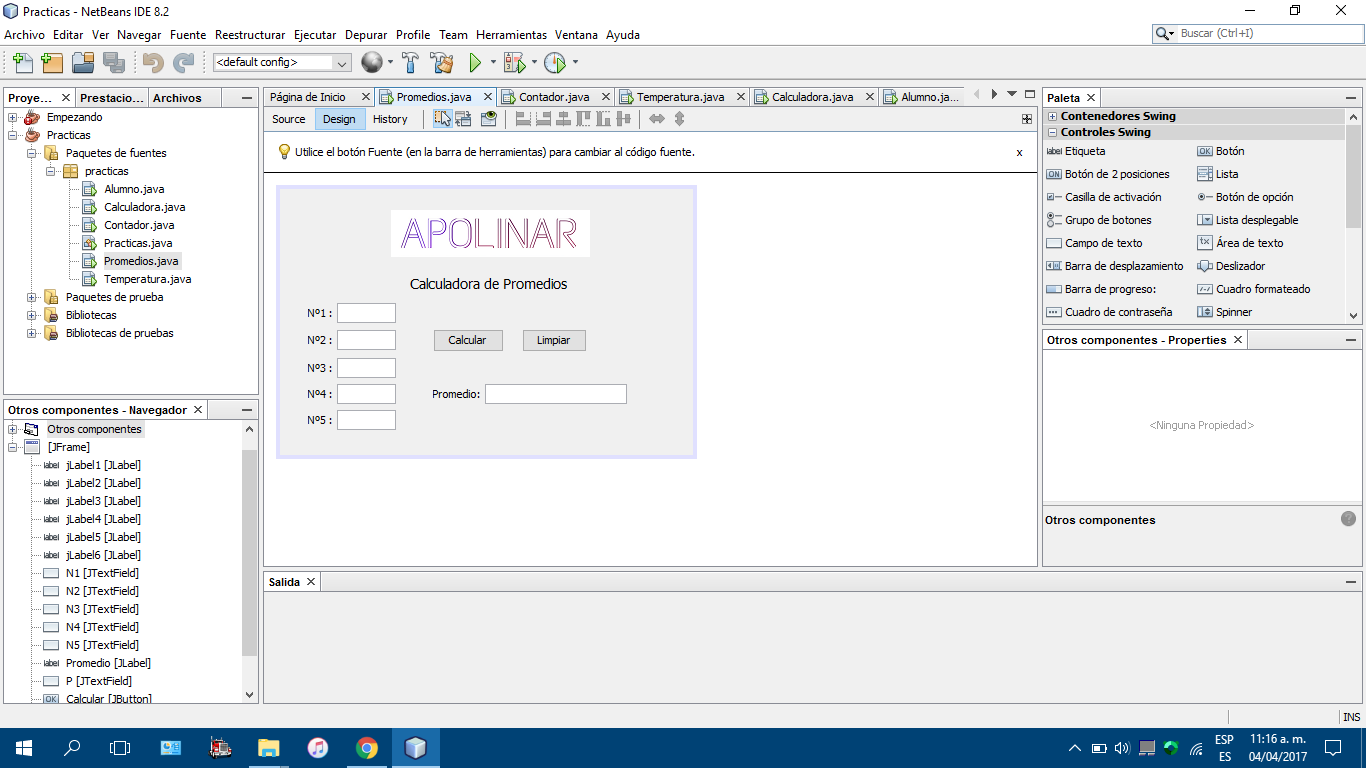 Practicas - NetBeans IDE 8.2
Archivo Editar Ver Navegar Fuente Reestructurar Ejecutar Depurar Profile Team Herramientas Ventana Ayuda
Buscar (Ctrl+I)
<default config>
Proye... Prestacio... Archivos
Empezando
Practicas
Paquetes de fuentes
practicas
Alumno.java
Calculadora.java
Contador.java
Practicas.java
Promedios.java
Temperatura.java
Paquetes de prueba
Bibliotecas
Bibliotecas de pruebas
Otros componentes - Navegador
Otros componentes
[JFrame]
label jLabel1 [JLabel]
label jLabel2 [JLabel]
label jLabel3 [JLabel]
label jLabel4 [JLabel]
label jLabel5 [JLabel]
label jLabel6 [JLabel]
N1 [JTextField]
N2 [JTextField]
N3 [JTextField]
N4 [JTextField]
N5 [JTextField]
label Promedio [JLabel]
P [JTextField]
OK Calcular [JButton]
Página de Inicio Promedios.java Contador.java Temperatura.java Calculadora.java Alumno.ja...
Source Design History
Utilice el botón Fuente (en la barra de herramientas) para cambiar al código fuente. x
APOLINAR
Calculadora de Promedios
Nº1 :
Nº2 : Calcular Limpiar
Nº3 :
Nº4 : Promedio:
Nº5 :
Salida
Paleta
Contenedores Swing
Controles Swing
label Etiqueta OK Botón
ON Botón de 2 posiciones Lista
Casilla de activación Botón de opción
Grupo de botones Lista desplegable
Campo de texto Área de texto
Barra de desplazamiento Deslizador
Barra de progreso: Cuadro formateado
Cuadro de contraseña Spinner
Otros componentes - Properties
<Ninguna Propiedad>
Otros componentes
?
INS
ESP
ES
11:16 a. m.
04/04/2017